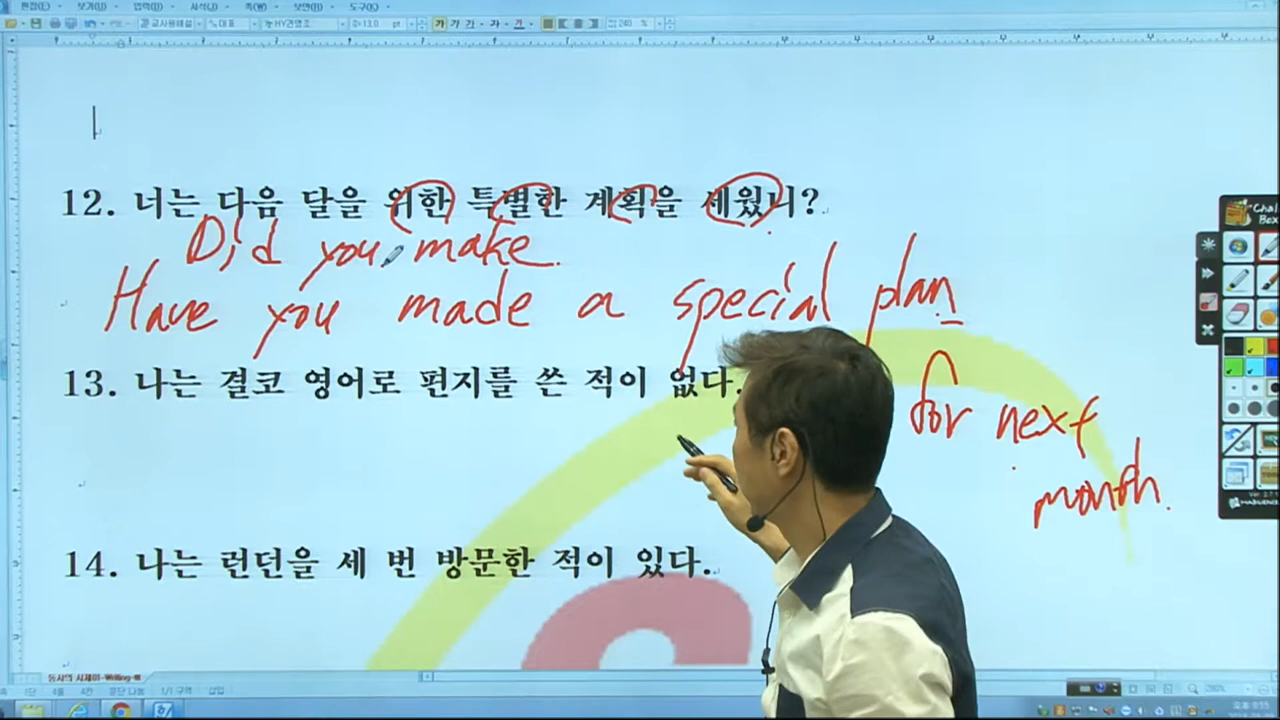 12. 너는 다음 달을 위한 특별한 계획을 세웠니?
Did you make.
Have you made a special plan
for next
month.
13. 나는 결코 영어로 편지를 쓴 적이 없다.
14. 나는 런던을 세 번 방문한 적이 있다.